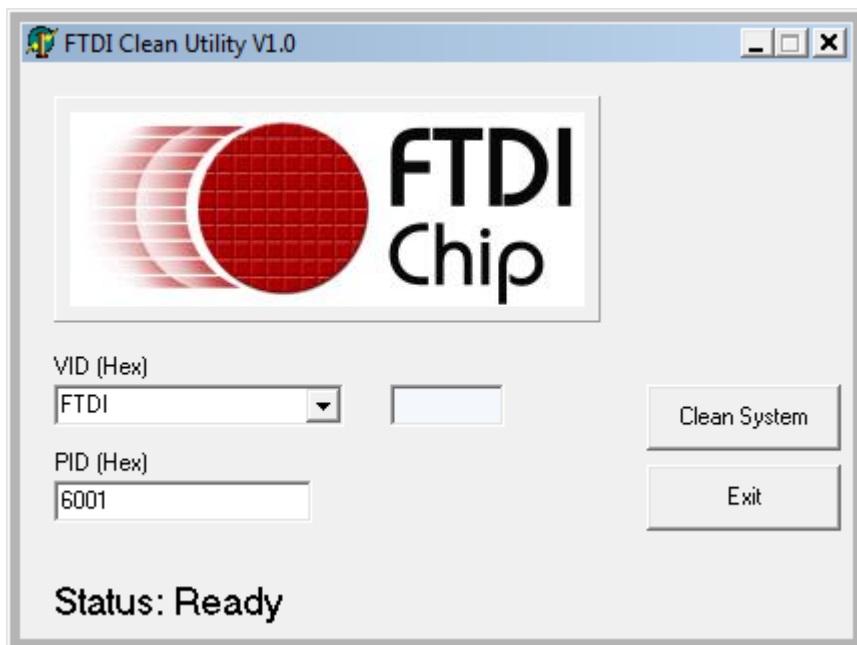 FTDI Clean Utility V1.0
FTDI
Chip
VID (Hex)
FTDI
Clean System
PID (Hex)
6001
Exit
Status: Ready